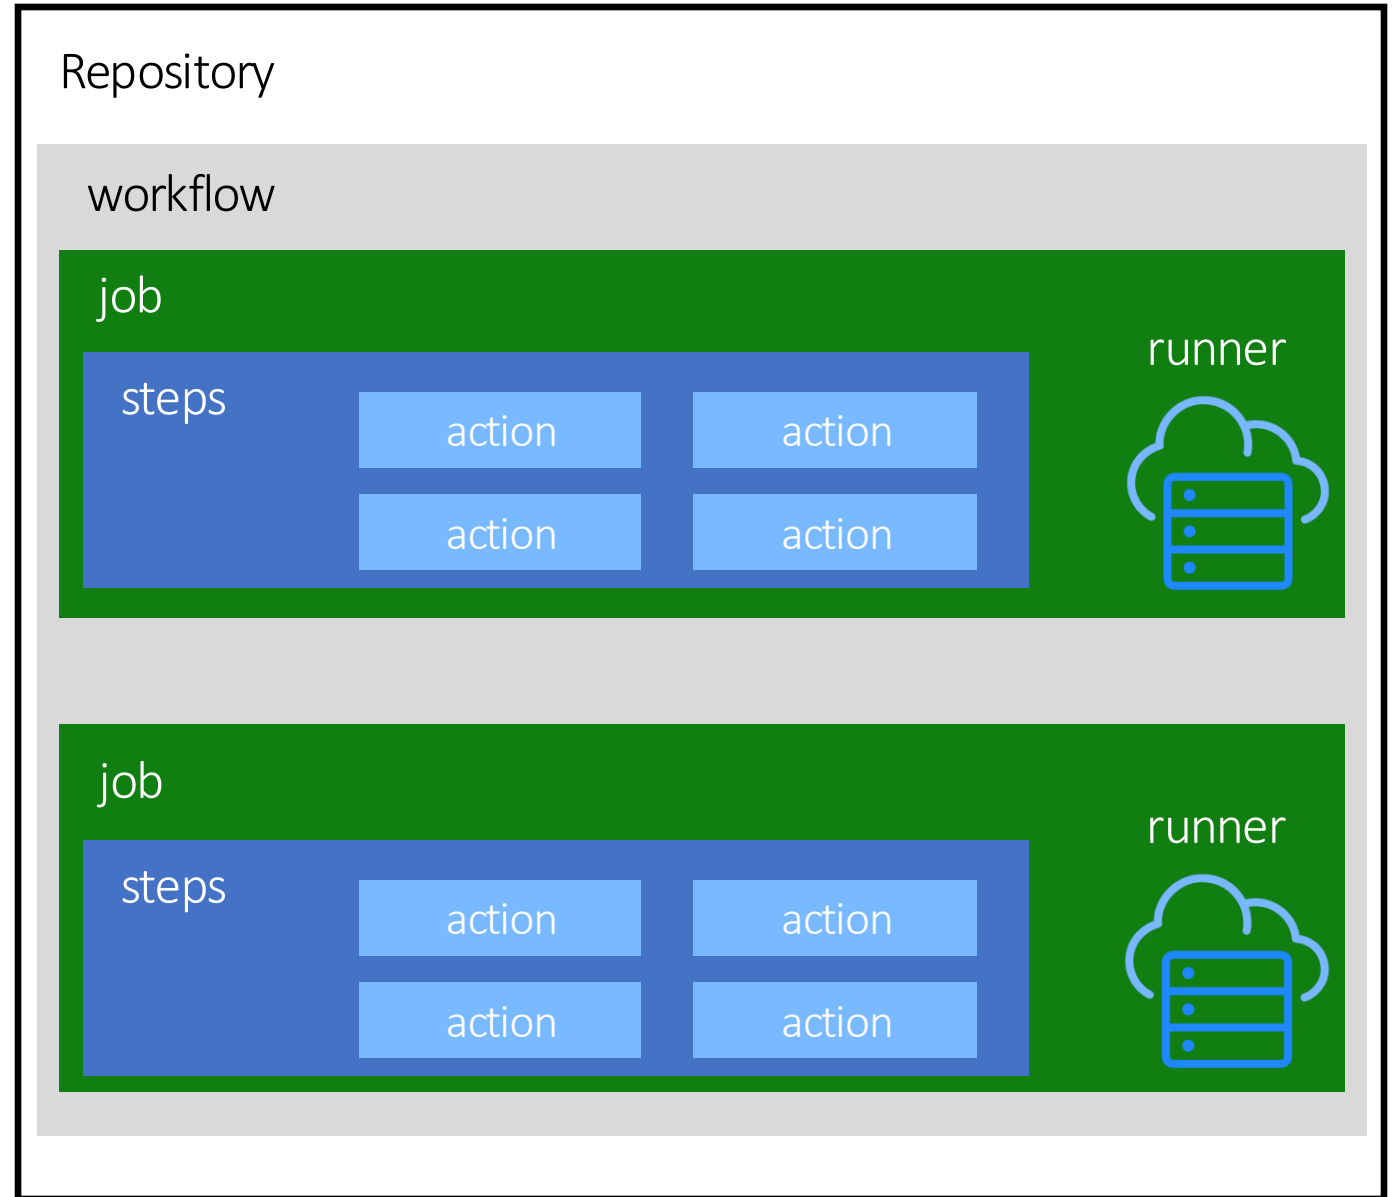 Repository
workflow
job
runner
steps
action action
action action
job
runner
steps
action action
action action